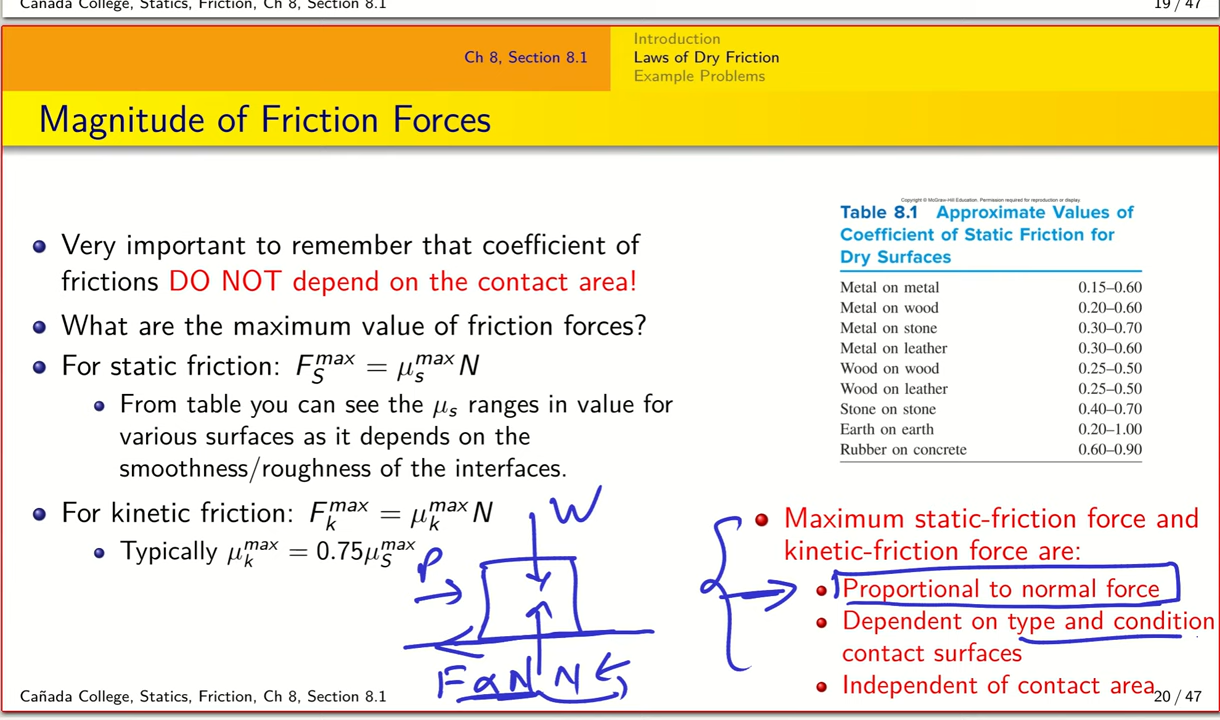 Cañada College, Statics, Friction, Ch 8, Section 8.1
19 / 47
Ch 8, Section 8.1
Introduction
Laws of Dry Friction
Example Problems
Magnitude of Friction Forces
Very important to remember that coefficient of
frictions DO NOT depend on the contact area!
What are the maximum value of friction forces?
For static friction: F_S^max = μ_s^max N
From table you can see the μ_s ranges in value for
various surfaces as it depends on the
smoothness/roughness of the interfaces.
For kinetic friction: F_k^max = μ_k^max N
Typically μ_k^max = 0.75μ_S^max
Copyright © McGraw-Hill Education. Permission required for reproduction or display
Table 8.1 Approximate Values of
Coefficient of Static Friction for
Dry Surfaces
Metal on metal 0.15–0.60
Metal on wood 0.20–0.60
Metal on stone 0.30–0.70
Metal on leather 0.30–0.60
Wood on wood 0.25–0.50
Wood on leather 0.25–0.50
Stone on stone 0.40–0.70
Earth on earth 0.20–1.00
Rubber on concrete 0.60–0.90
W
P
F α N
N
Maximum static-friction force and
kinetic-friction force are:
Proportional to normal force
Dependent on type and condition
contact surfaces
Independent of contact area
Cañada College, Statics, Friction, Ch 8, Section 8.1
20 / 47